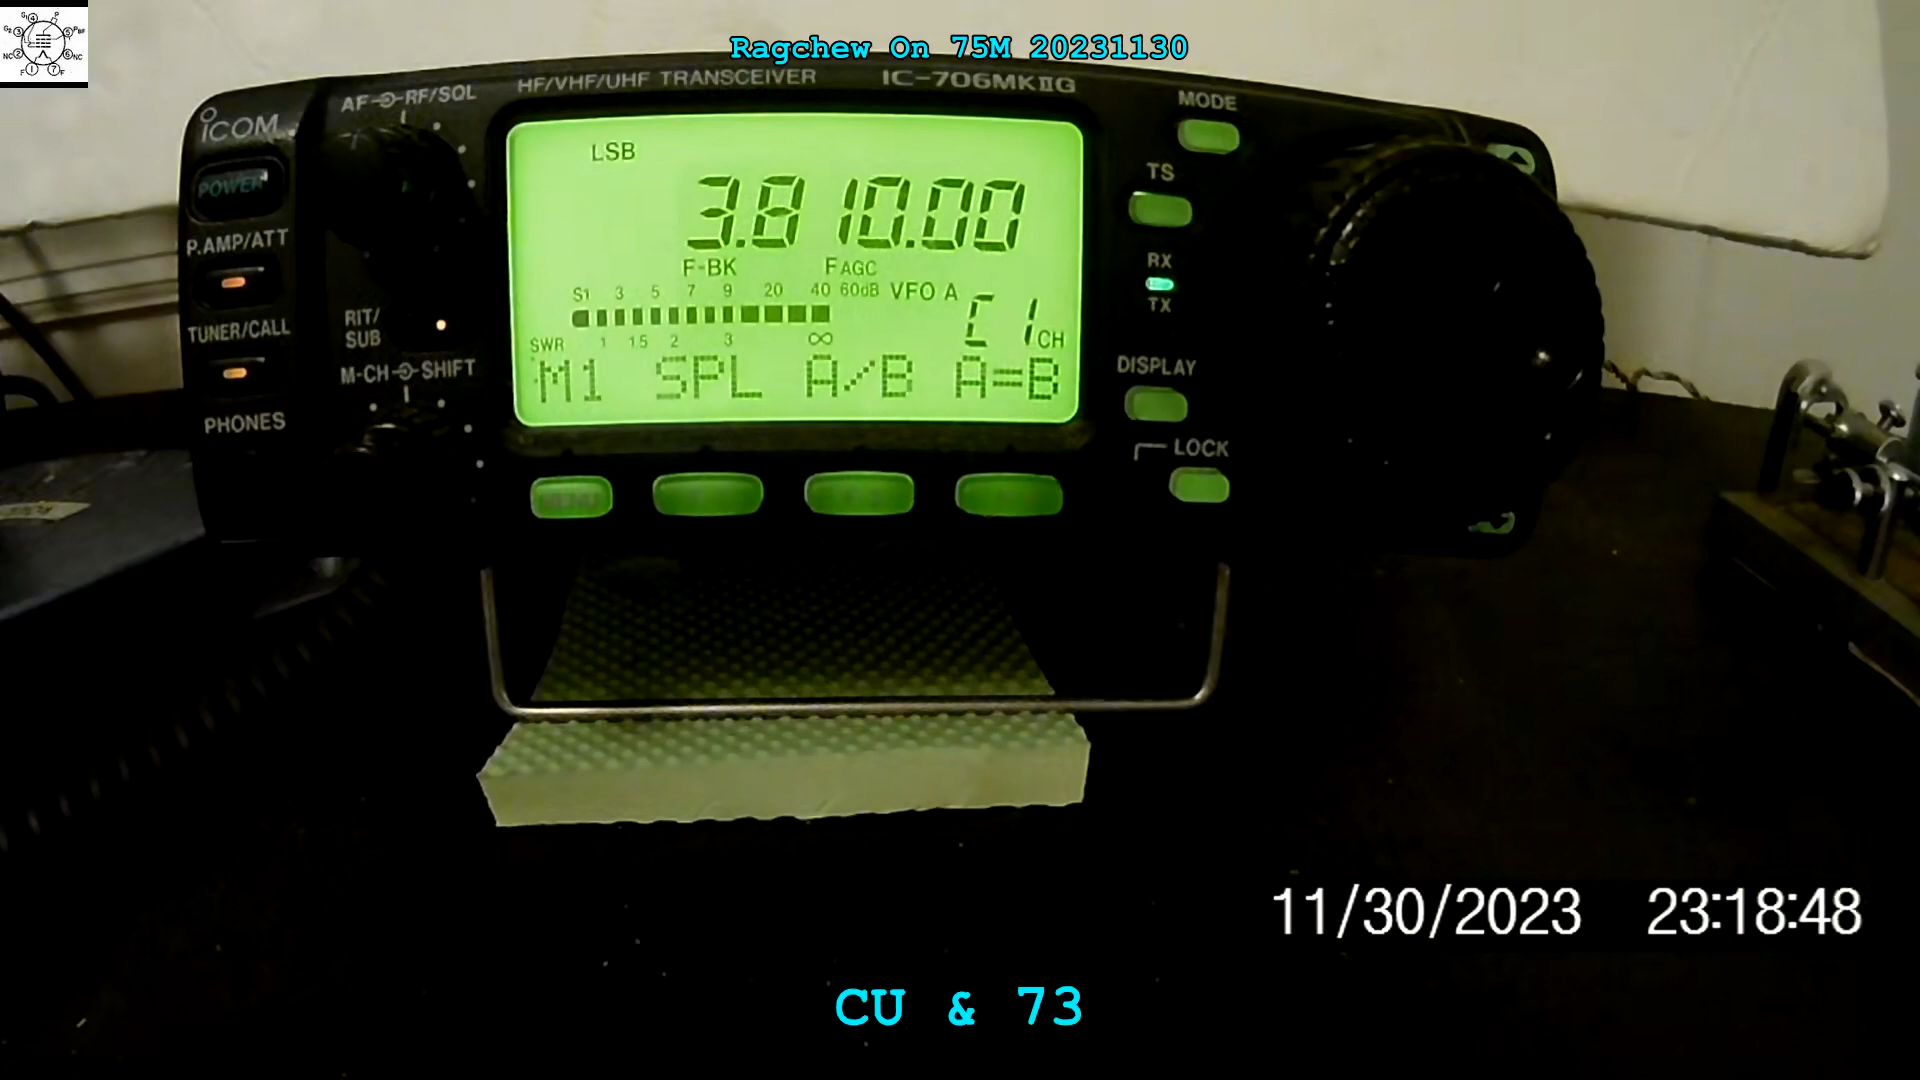 Ragchew On 75M 20231130
HF/VHF/UHF TRANSCEIVER IC-706MKIIG
ICOM
AF RF/SQL
MODE
POWER
LSB
3.810.00
TS
P.AMP/ATT
F-BK F AGC
RX
TX
S1 3 5 7 9 20 40 60dB VFO A
C1 CH
TUNER/CALL
RIT/
SUB
SWR 1 1.5 2 3 ∞
M1 SPL A/B A=B
M-CH SHIFT
DISPLAY
PHONES
LOCK
MENU
11/30/2023 23:18:48
CU & 73